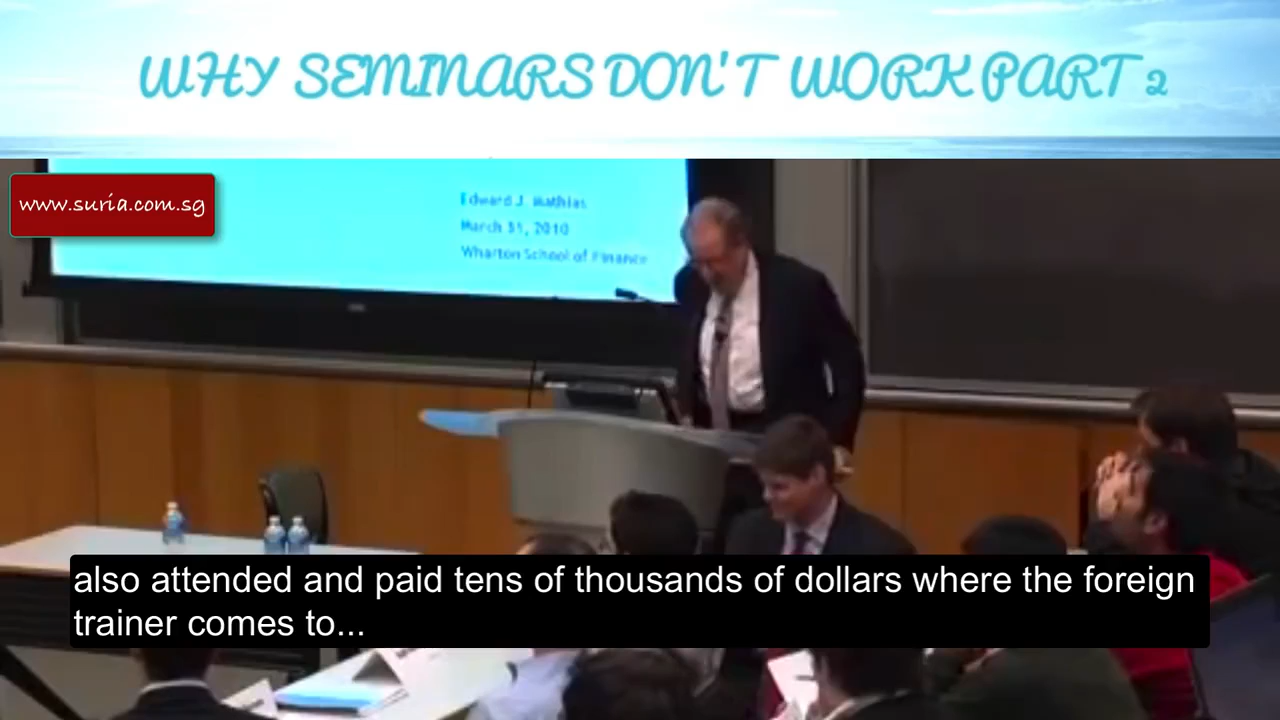 WHY SEMINARS DON'T WORK PART 2
www.suria.com.sg
Edward J. Mathias
March 31, 2010
Wharton School of Finance
also attended and paid tens of thousands of dollars where the foreign
trainer comes to...